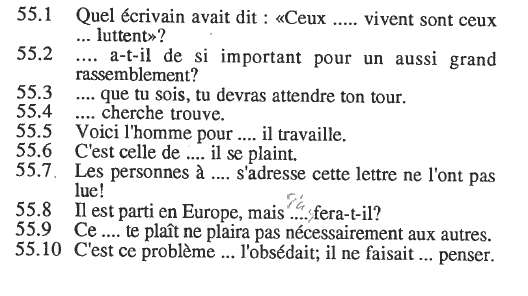 55.1 Quel écrivain avait dit : «Ceux ..... vivent sont ceux
... luttent»?
55.2 .... a-t-il de si important pour un aussi grand
rassemblement?
55.3 .... que tu sois, tu devras attendre ton tour.
55.4 .... cherche trouve.
55.5 Voici l'homme pour .... il travaille.
55.6 C'est celle de .... il se plaint.
55.7 Les personnes à .... s'adresse cette lettre ne l'ont pas
lue!
55.8 Il est parti en Europe, mais .... fera-t-il?
55.9 Ce .... te plaît ne plaira pas nécessairement aux autres.
55.10 C'est ce problème ... l'obsédait; il ne faisait ... penser.